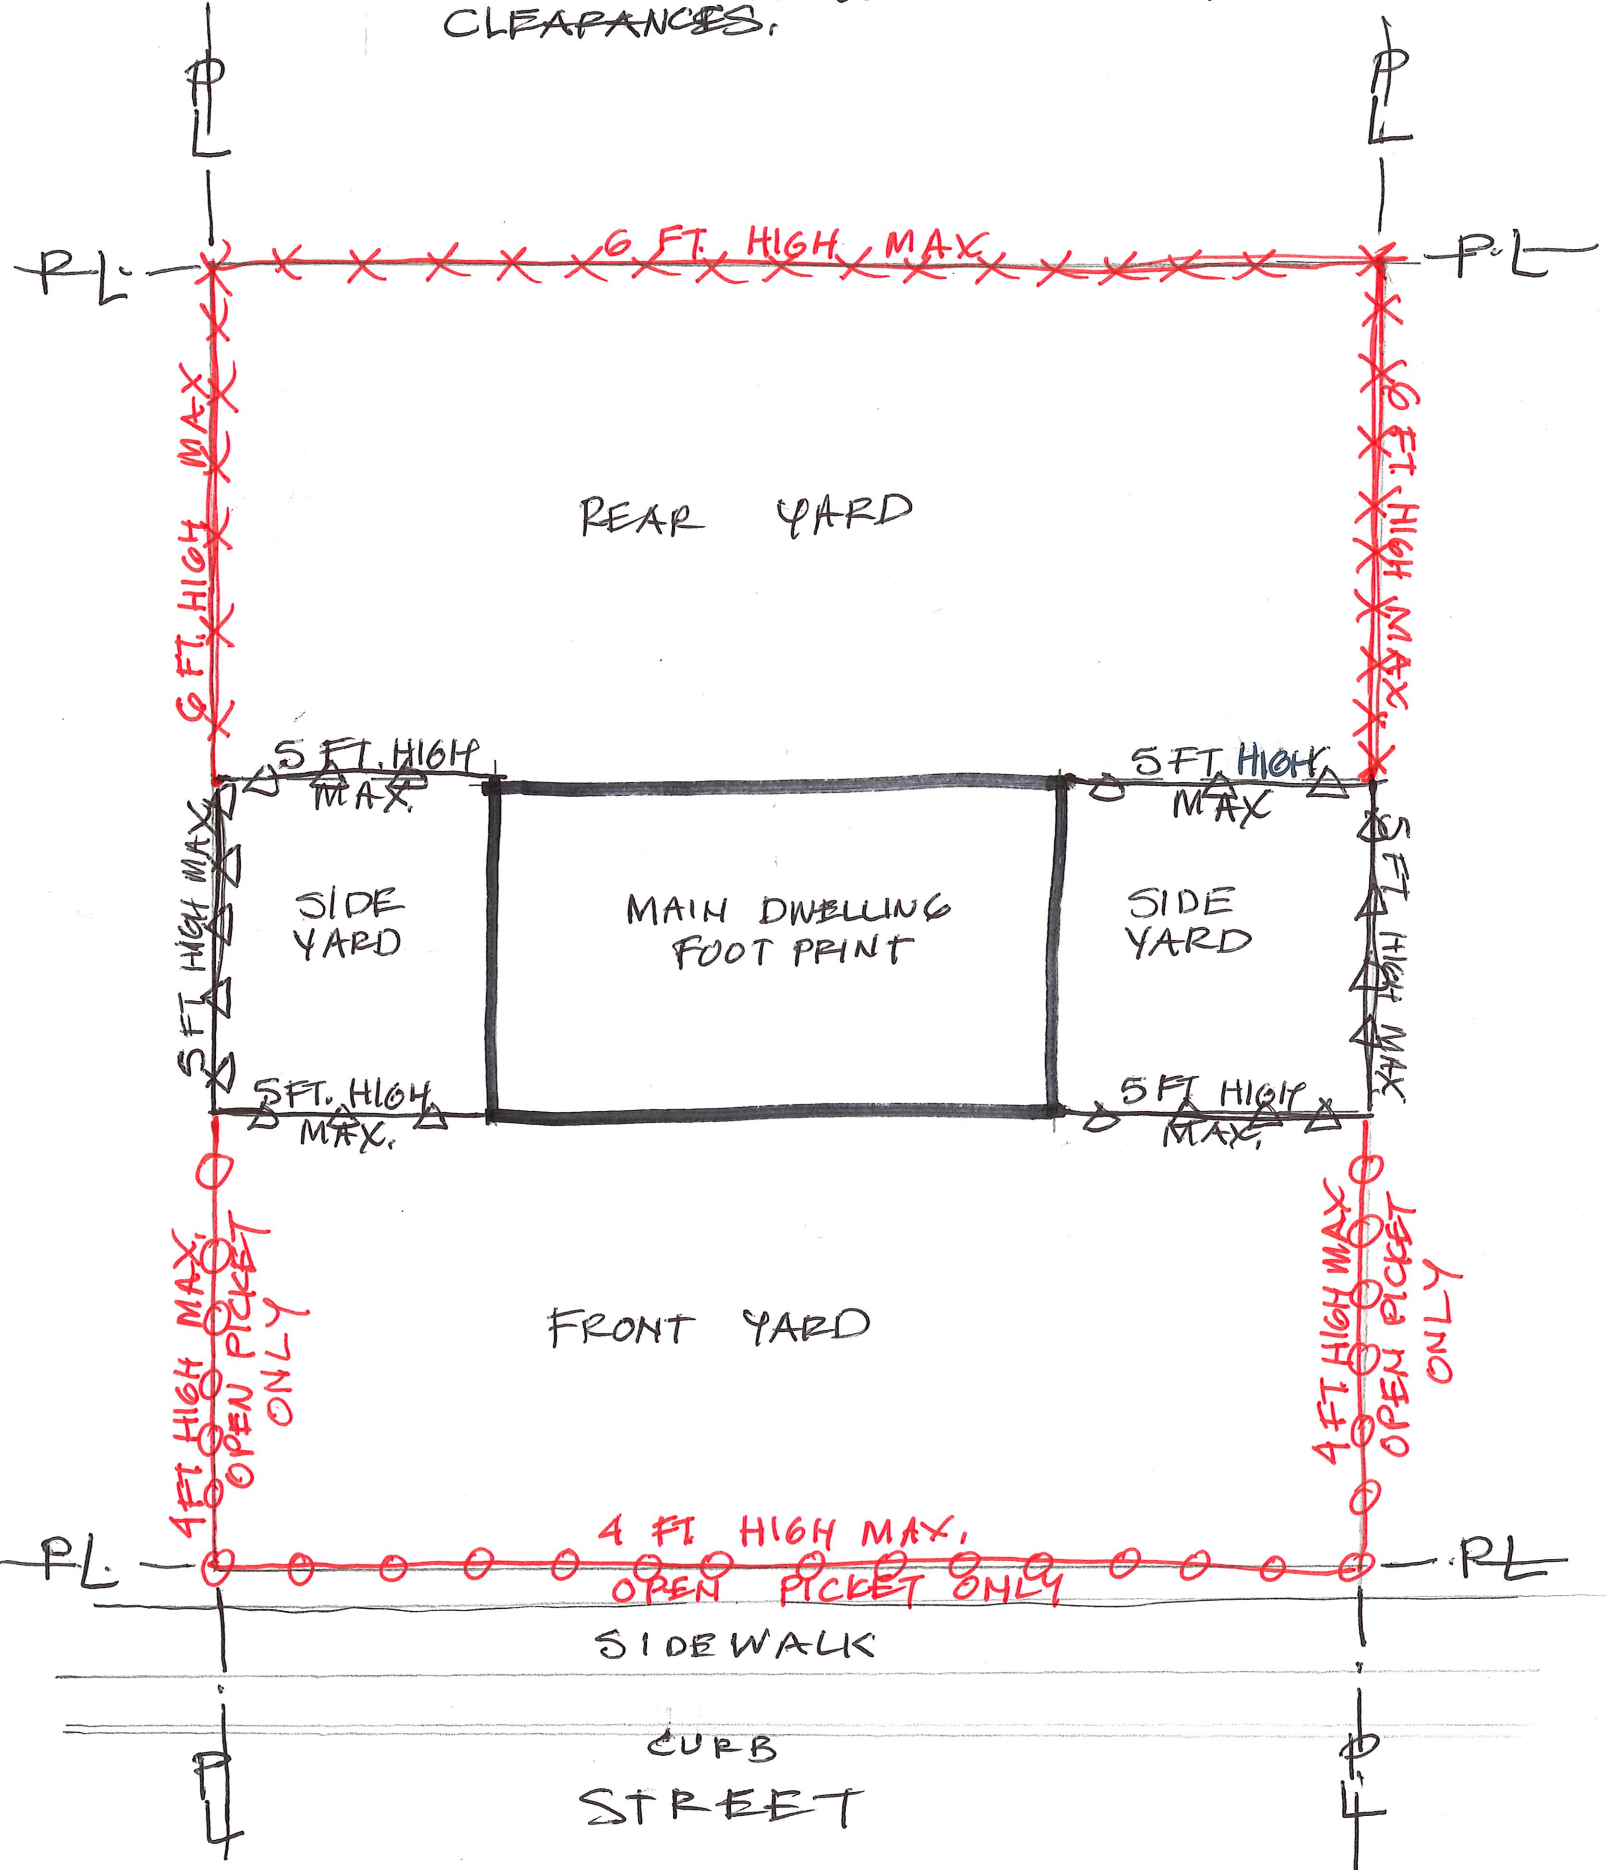 CLEARANCES.
PL
PL
PL
6 FT. HIGH MAX
P.L
6 FT. HIGH MAX
6 FT. HIGH MAX
REAR YARD
5 FT. HIGH
MAX.
5 FT HIGH
MAX
5 FT HIGH MAX
SIDE
YARD
MAIN DWELLING
FOOT PRINT
SIDE
YARD
5 FT HIGH MAX
5 FT. HIGH
MAX.
5 FT HIGH
MAX.
4 FT HIGH MAX.
OPEN PICKET
ONLY
FRONT YARD
4 FT HIGH MAX
OPEN PICKET
ONLY
4 FT HIGH MAX.
PL.
PL
OPEN PICKET ONLY
SIDEWALK
CURB
PL
PL
STREET